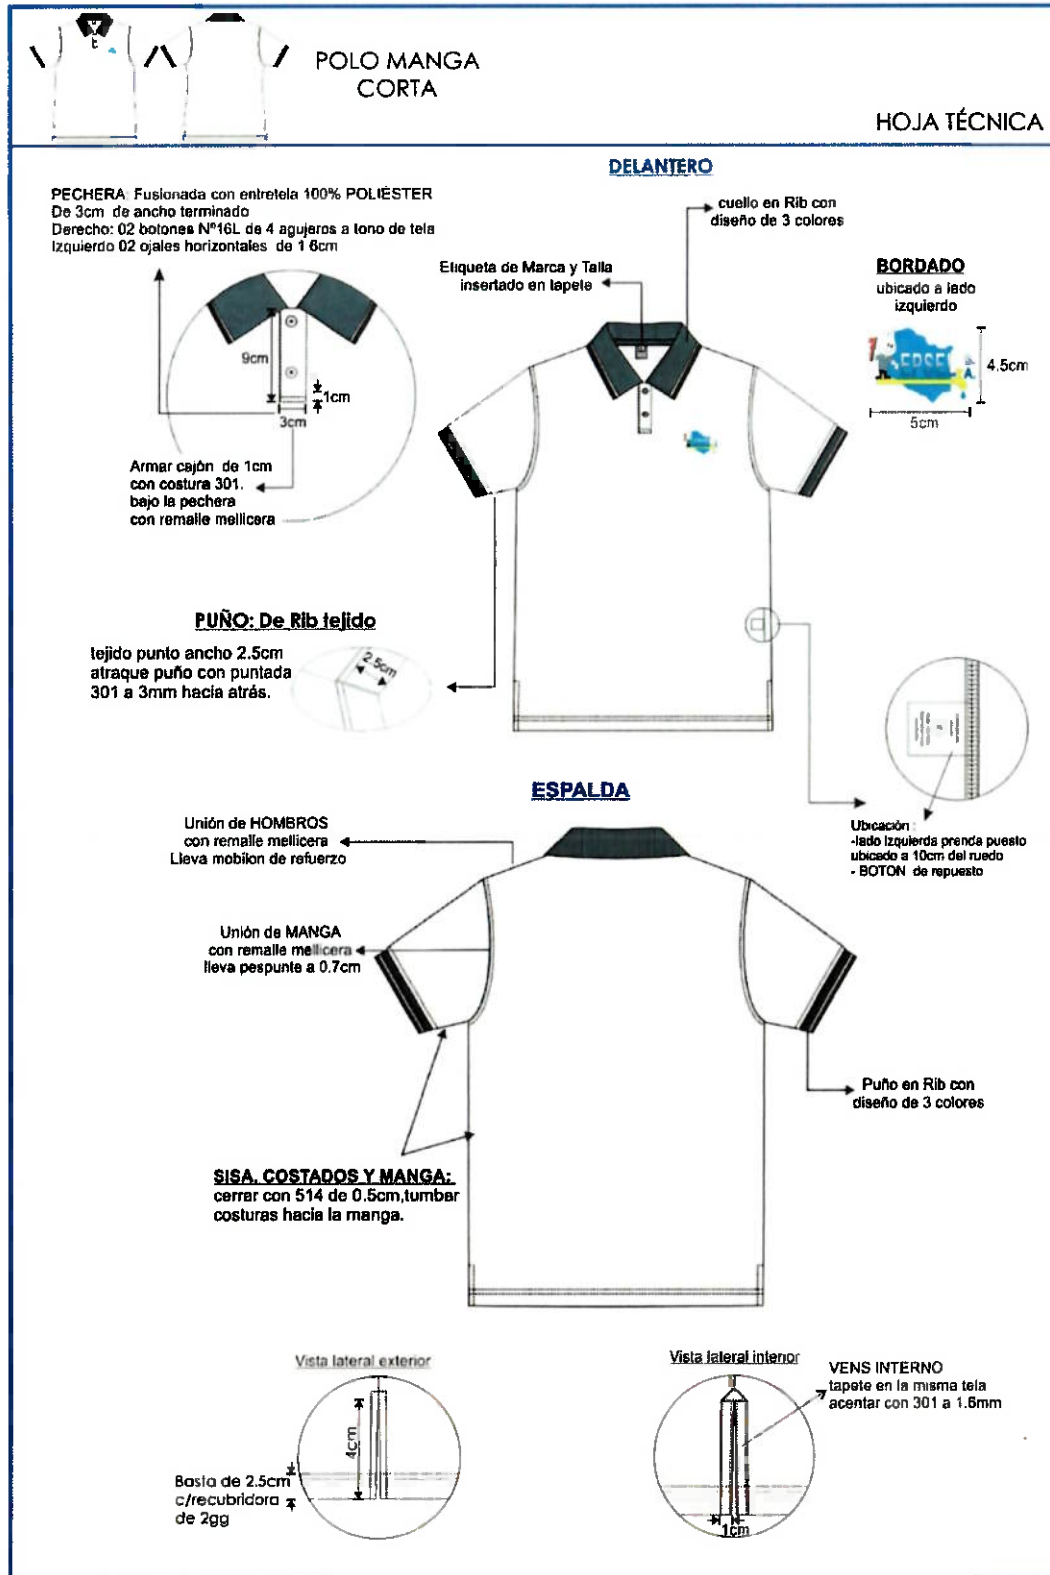 POLO MANGA
CORTA
HOJA TÉCNICA
DELANTERO
PECHERA: Fusionada con entretela 100% POLIÉSTER
De 3cm de ancho terminado
Derecho: 02 botones Nº16L de 4 agujeros a tono de tela
Izquierdo 02 ojales horizontales de 1 6cm
cuello en Rib con
diseño de 3 colores
Etiqueta de Marca y Talla
insertado en tapete
BORDADO
ubicado a lado
izquierdo
EPSEL
4.5cm
5cm
9cm
1cm
3cm
Armar cajón de 1cm
con costura 301.
bajo la pechera
con remalle mellicera
PUÑO: De Rib tejido
tejido punto ancho 2.5cm
atraque puño con puntada
301 a 3mm hacia atrás.
2.5cm
Ubicación :
-lado izquierda prenda puesto
ubicado a 10cm del ruedo
- BOTON de repuesto
ESPALDA
Unión de HOMBROS
con remalle mellicera
Lleva mobilon de refuerzo
Unión de MANGA
con remalle mellicera
lleva pespunte a 0.7cm
Puño en Rib con
diseño de 3 colores
SISA, COSTADOS Y MANGA:
cerrar con 514 de 0.5cm,tumbar
costuras hacia la manga.
Vista lateral exterior
4cm
Basta de 2.5cm
c/recubridora
de 2gg
Vista lateral interior
1cm
VENS INTERNO
tapete en la misma tela
acentar con 301 a 1.6mm